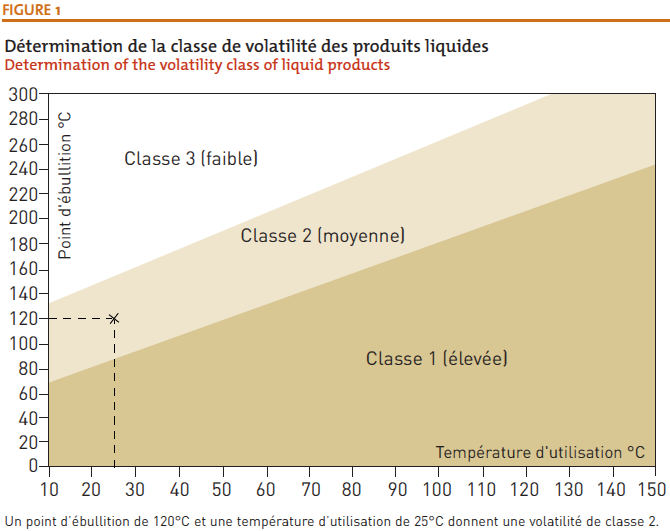 FIGURE 1
Détermination de la classe de volatilité des produits liquides
Determination of the volatility class of liquid products
300
280
260
240
220
200
180
160
140
120
100
80
60
40
20
0
Point d'ébullition °C
Classe 3 (faible)
Classe 2 (moyenne)
Classe 1 (élevée)
Température d'utilisation °C
10 20 30 40 50 60 70 80 90 100 110 120 130 140 150
Un point d'ébullition de 120°C et une température d'utilisation de 25°C donnent une volatilité de classe 2.